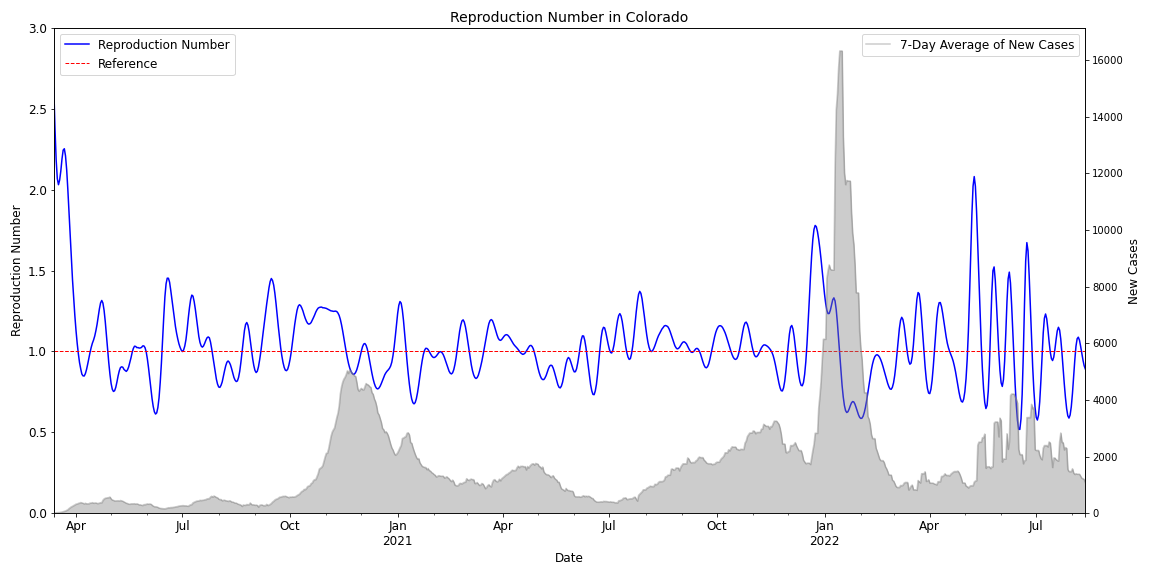 Reproduction Number in Colorado
Reproduction Number
Reference
7-Day Average of New Cases
Reproduction Number
3.0
2.5
2.0
1.5
1.0
0.5
0.0
16000
14000
12000
10000
8000
6000
4000
2000
0
New Cases
Apr Jul Oct Jan Apr Jul Oct Jan Apr Jul
2021 2022
Date